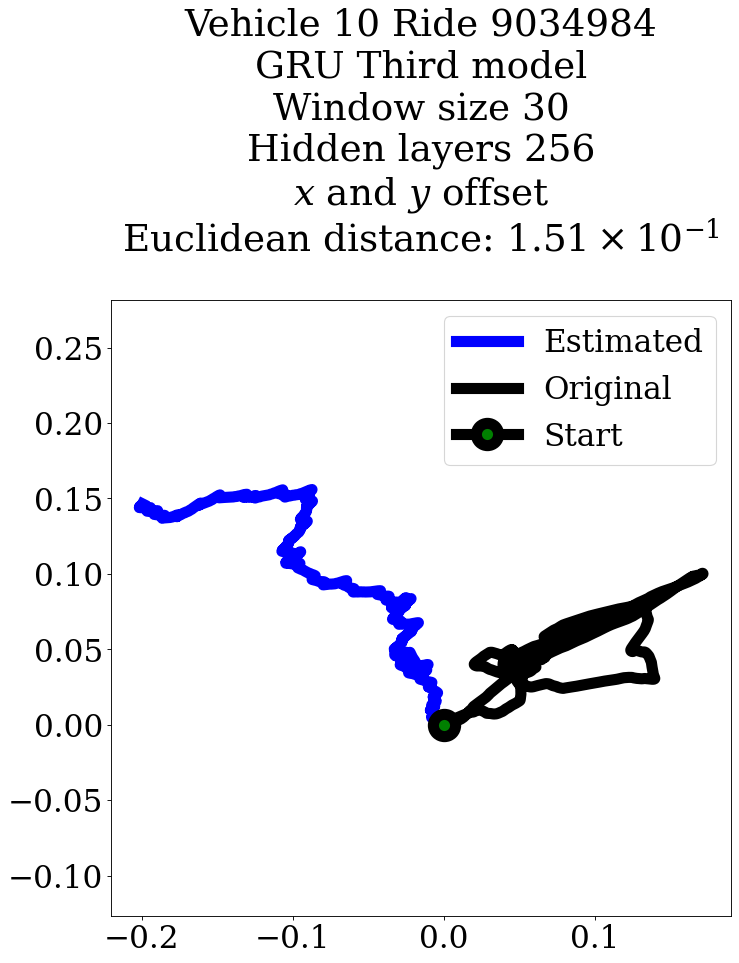 Vehicle 10 Ride 9034984
GRU Third model
Window size 30
Hidden layers 256
x and y offset
Euclidean distance: 1.51 × 10⁻¹
Estimated
Original
Start
0.25
0.20
0.15
0.10
0.05
0.00
−0.05
−0.10
−0.2
−0.1
0.0
0.1